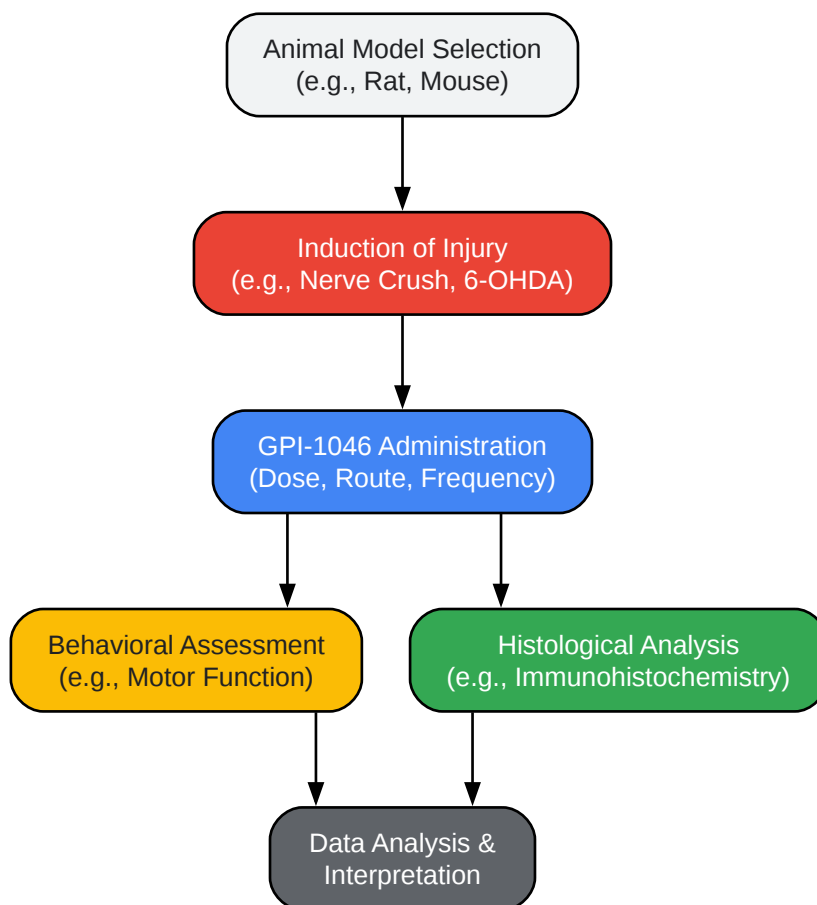 Animal Model Selection
(e.g., Rat, Mouse)
Induction of Injury
(e.g., Nerve Crush, 6-OHDA)
GPI-1046 Administration
(Dose, Route, Frequency)
Behavioral Assessment
(e.g., Motor Function)
Histological Analysis
(e.g., Immunohistochemistry)
Data Analysis &
Interpretation